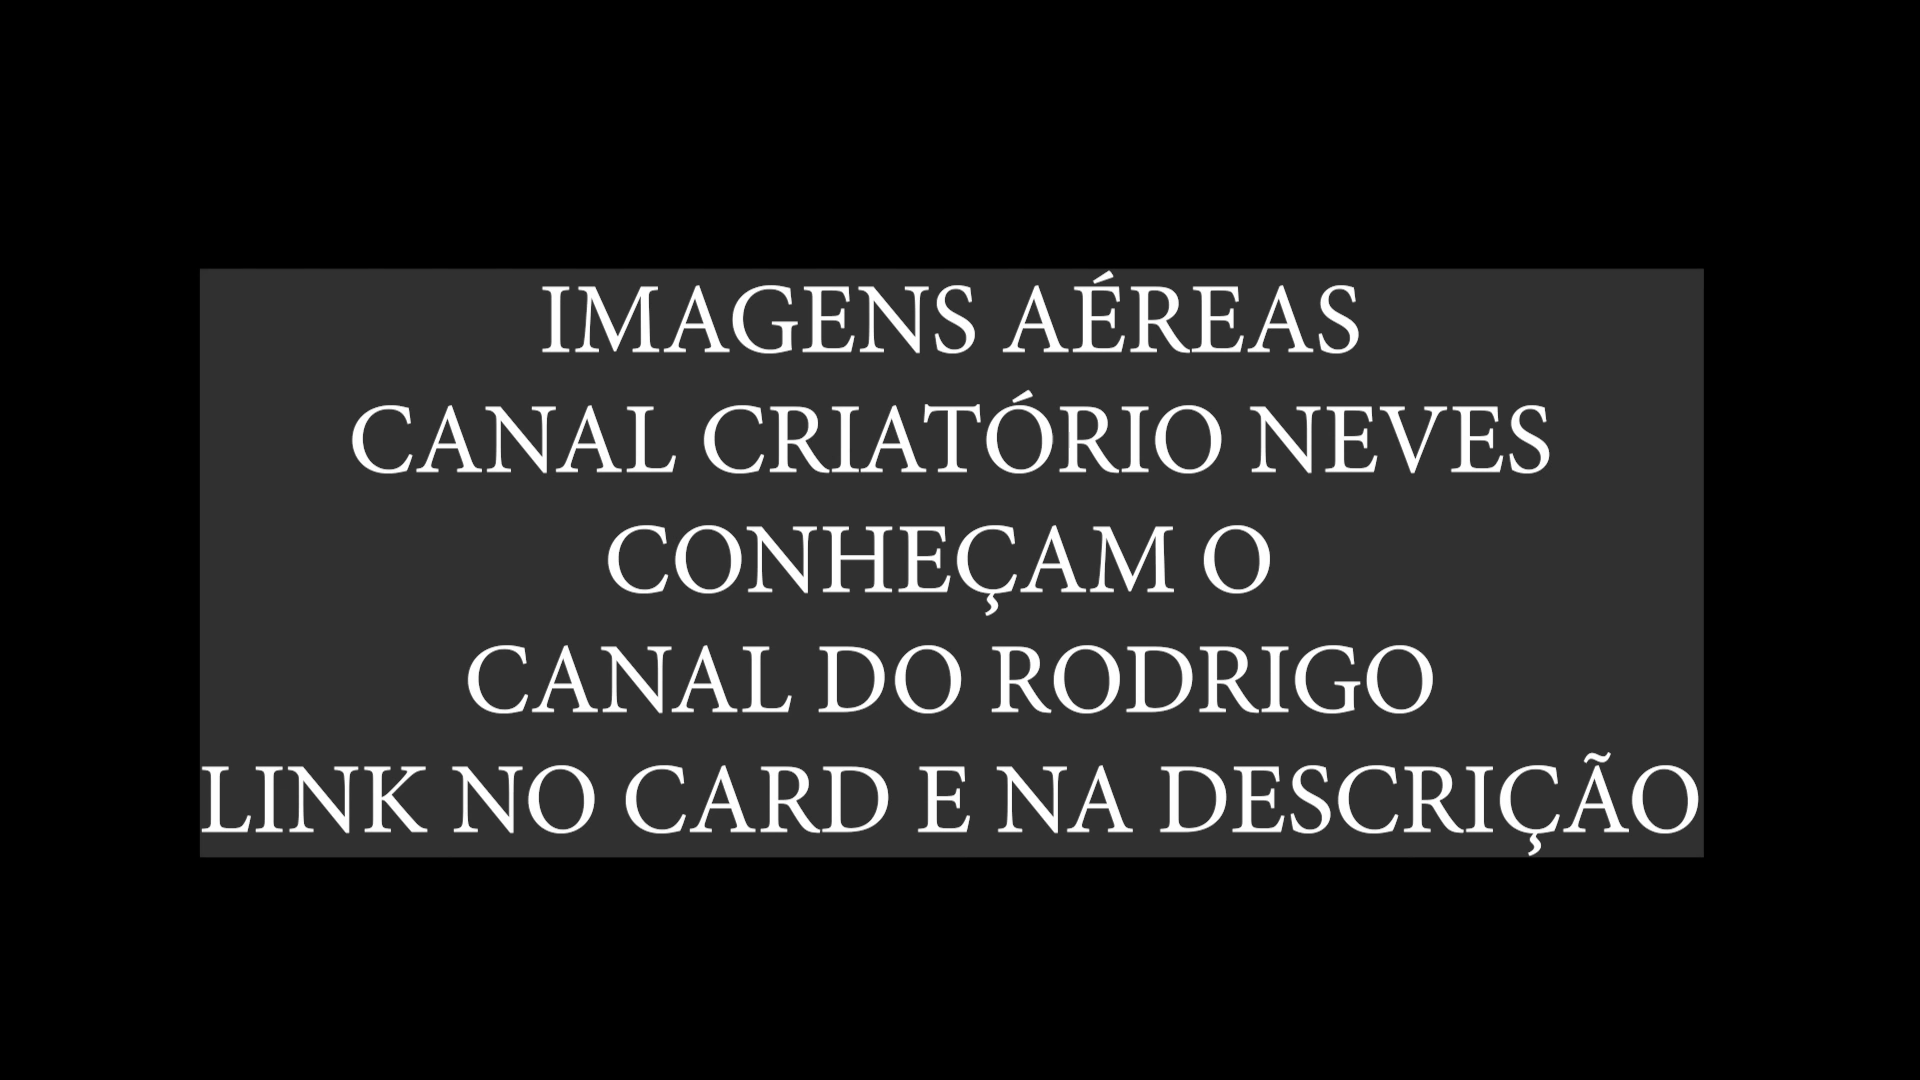 IMAGENS AÉREAS
CANAL CRIATÓRIO NEVES
CONHEÇAM O
CANAL DO RODRIGO
LINK NO CARD E NA DESCRIÇÃO